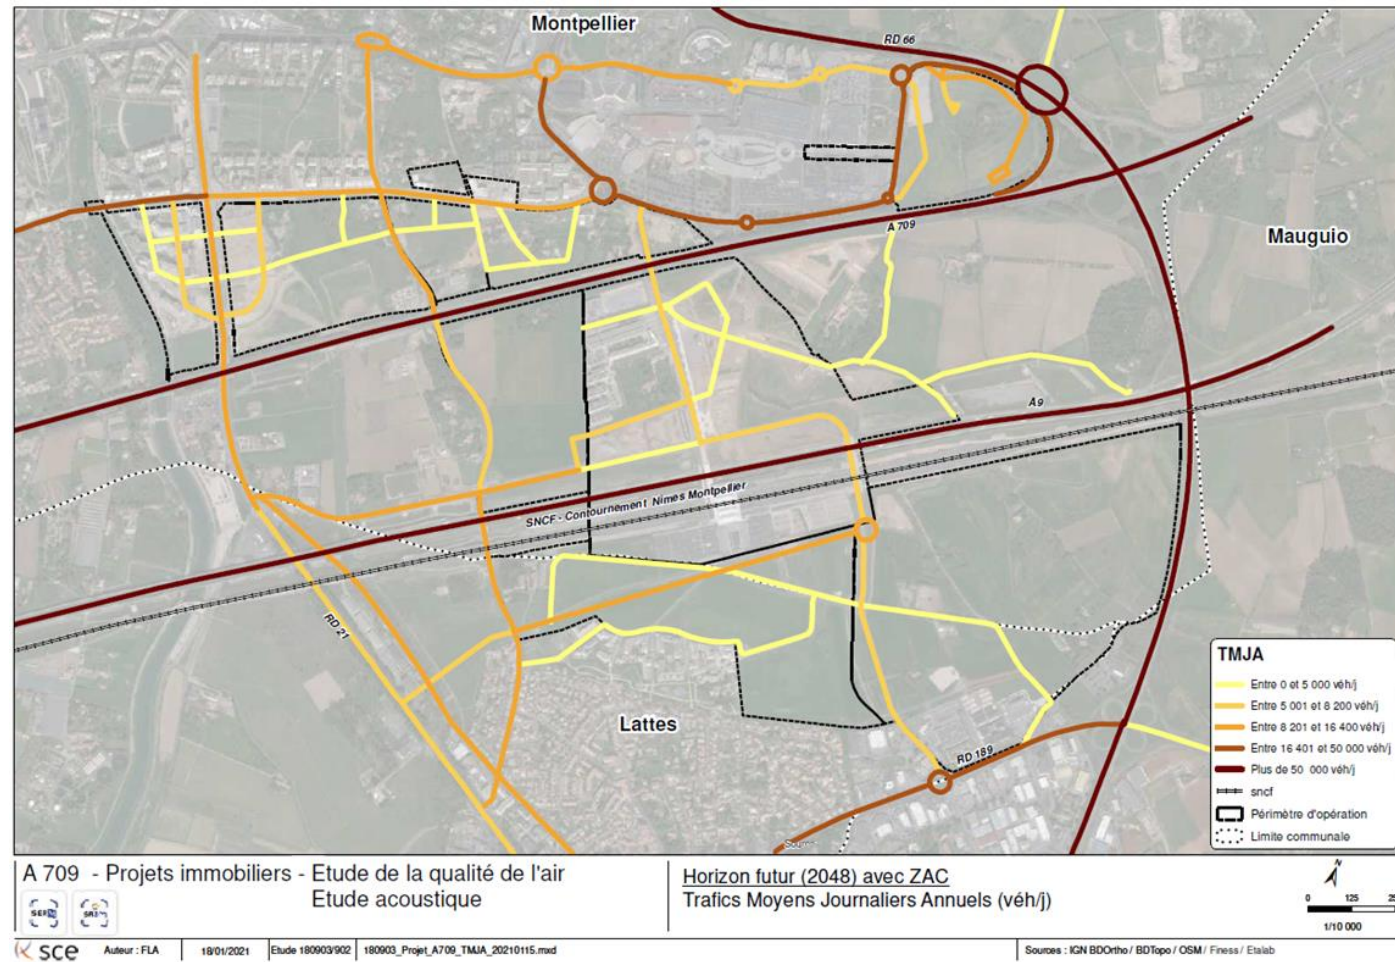 Montpellier
RD 66
A 709
Mauguio
A9
SNCF - Contournement Nîmes Montpellier
RD 21
Lattes
RD 189
TMJA
Entre 0 et 5 000 véh/j
Entre 5 001 et 8 200 véh/j
Entre 8 201 et 16 400 véh/j
Entre 16 401 et 50 000 véh/j
Plus de 50 000 véh/j
sncf
Périmètre d'opération
Limite communale
A 709 - Projets immobiliers - Etude de la qualité de l'air
Etude acoustique
Horizon futur (2048) avec ZAC
Trafics Moyens Journaliers Annuels (véh/j)
N
0 125
1/10 000
sce
Auteur : FLA
18/01/2021
Etude 180903/902
180903_Projet_A709_TMJA_20210115.mxd
Sources : IGN BDOrtho / BDTopo / OSM / Finess / Etalab